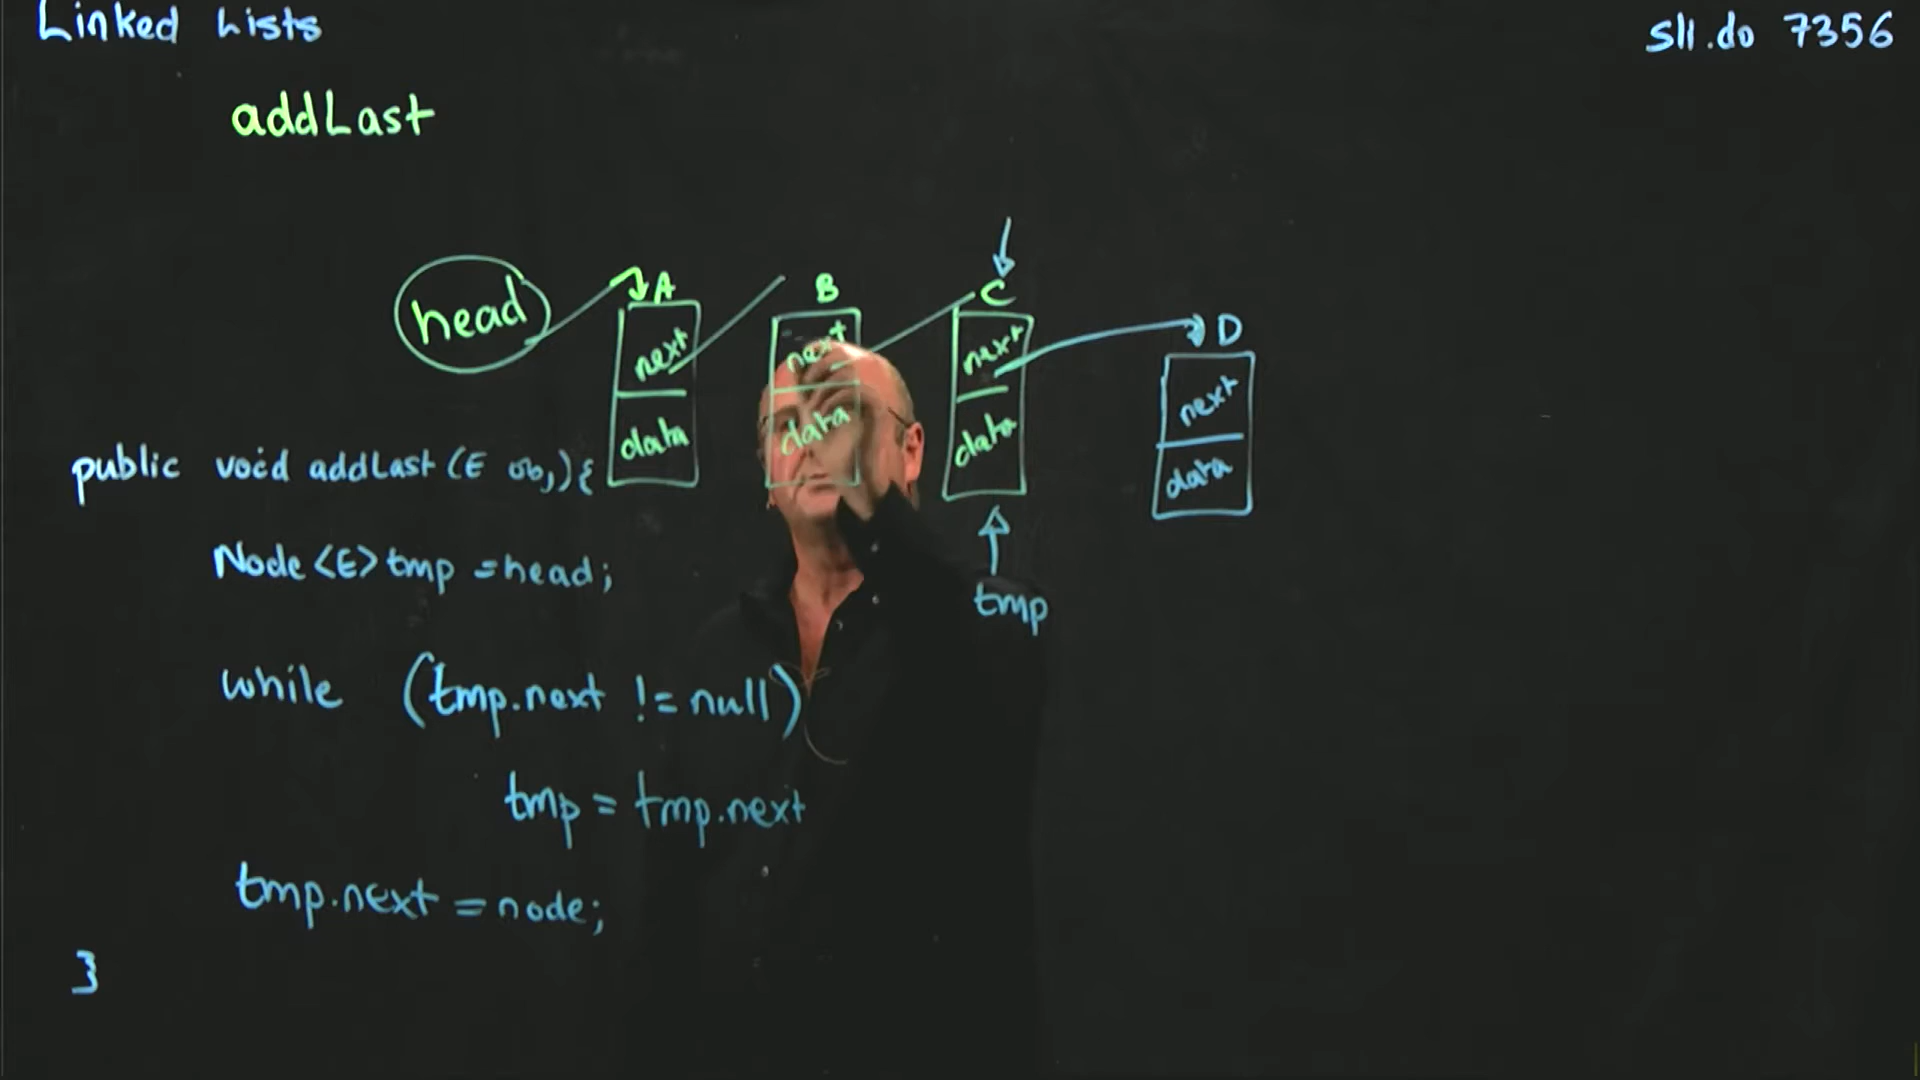 Linked Lists
sli.do 7356
addLast
head
A
B
C
D
next
next
next
next
data
data
data
data
public void addLast (E obj) {
Node <E> tmp = head;
tmp
while (tmp.next != null)
tmp = tmp.next
tmp.next = node;
}